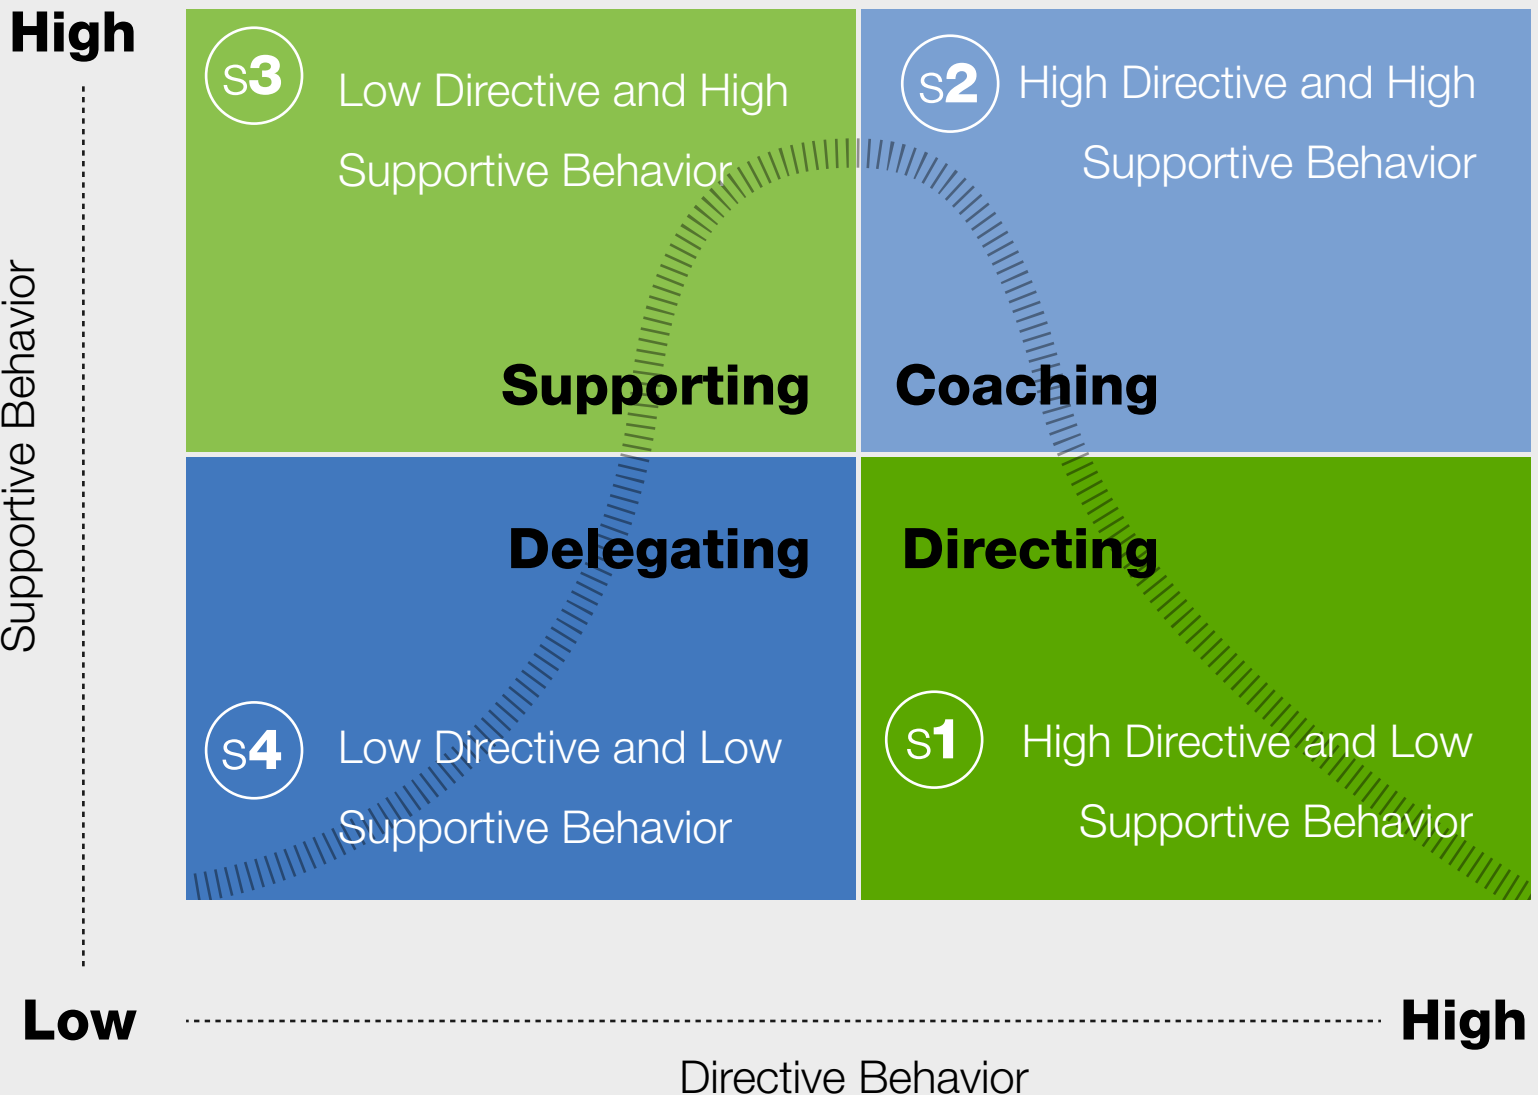 High
s3
Low Directive and High
Supportive Behavior
Supporting
s2
High Directive and High
Supportive Behavior
Coaching
Supportive Behavior
Delegating
s4
Low Directive and Low
Supportive Behavior
Directing
s1
High Directive and Low
Supportive Behavior
Low
High
Directive Behavior